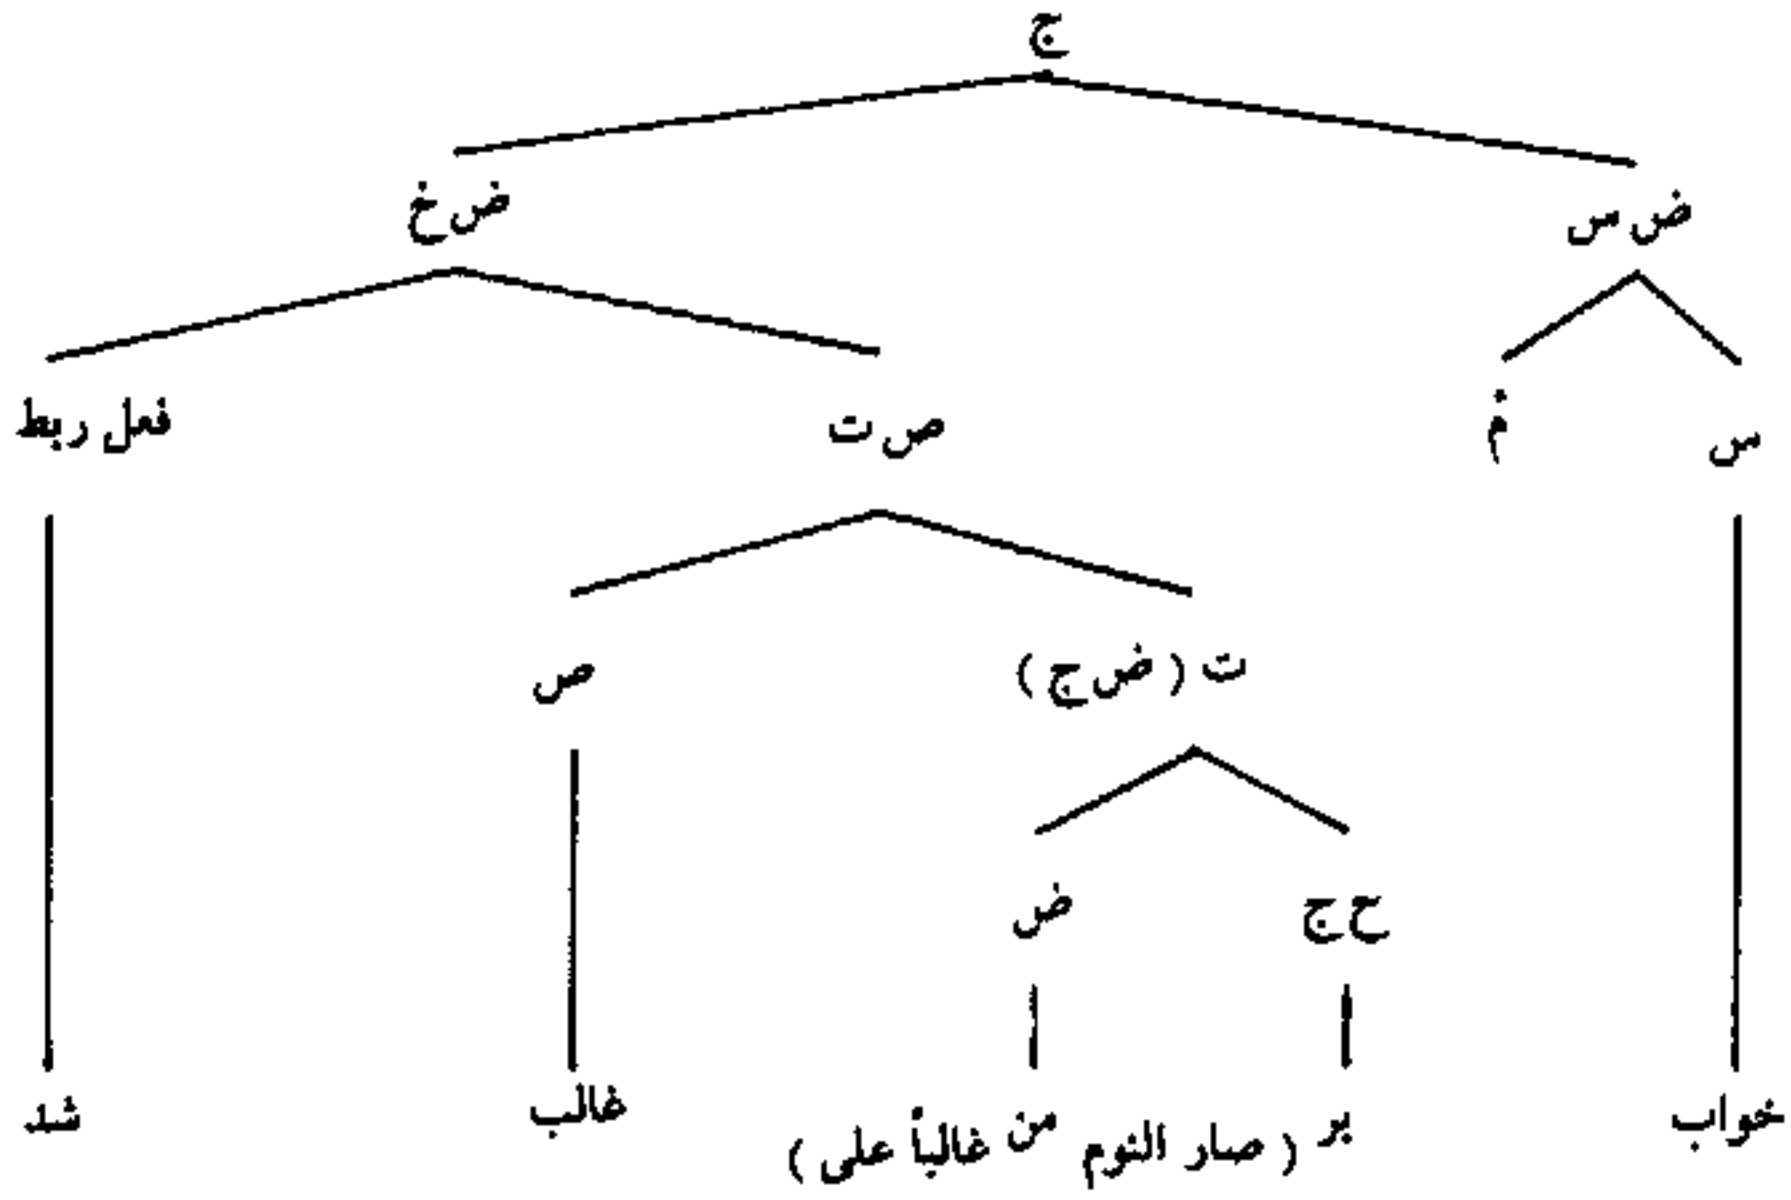 ج
ض س ض خ
س مْ ص ت فعل ربط
ت ( ض ج ) ص
ح ج ض
خواب بر من غالب شد
( صار النوم غالباً على )